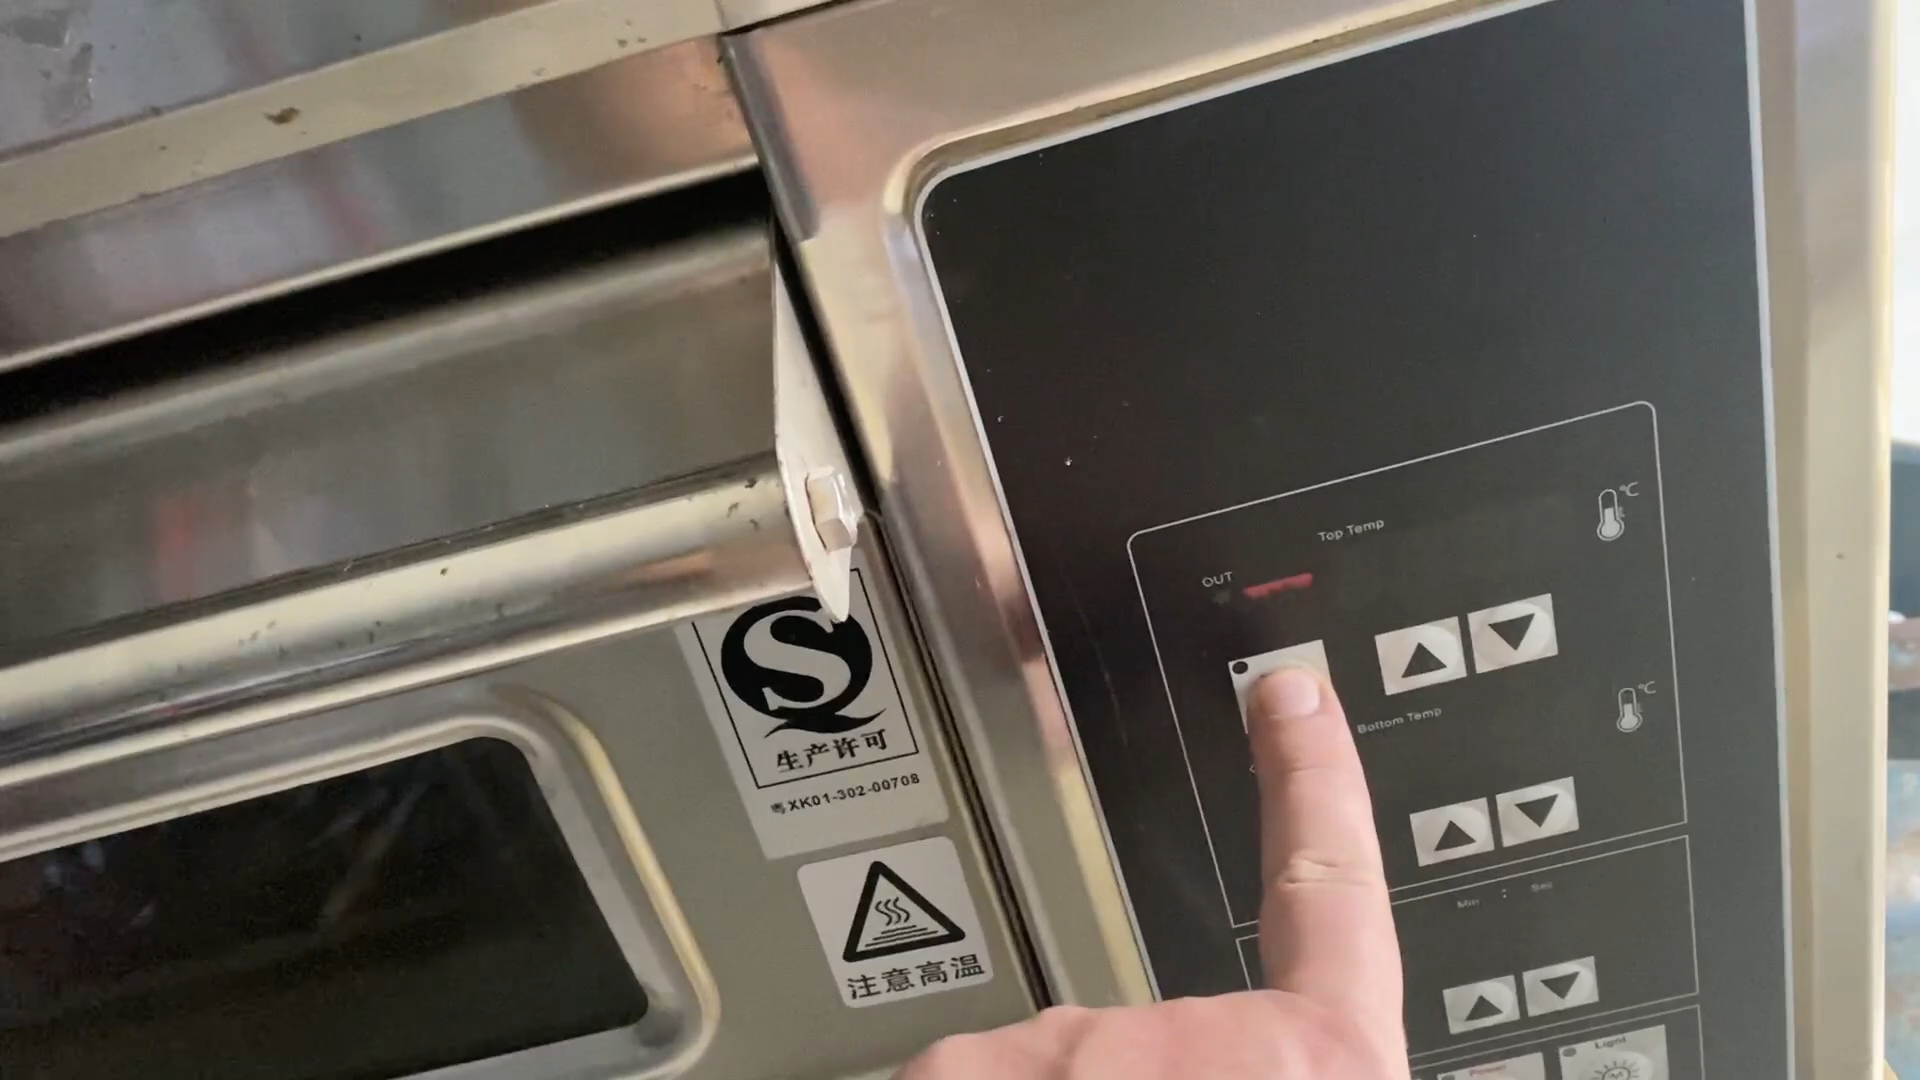 Top Temp
°C
OUT
Bottom Temp
°C
S
生产许可
粤XK01-302-00708
注意高温
Min : Sec
Power
Light